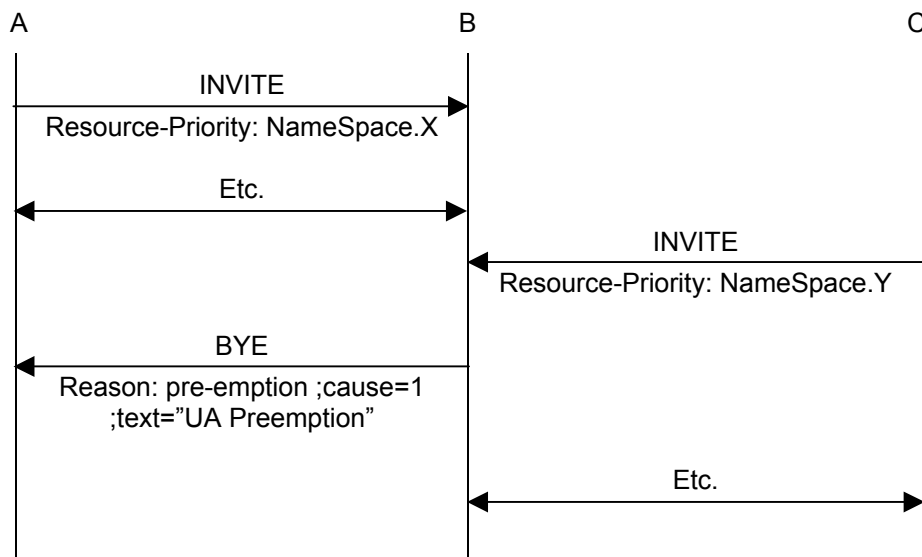 A B C
INVITE
Resource-Priority: NameSpace.X
Etc.
INVITE
Resource-Priority: NameSpace.Y
BYE
Reason: pre-emption ;cause=1
;text=”UA Preemption”
Etc.